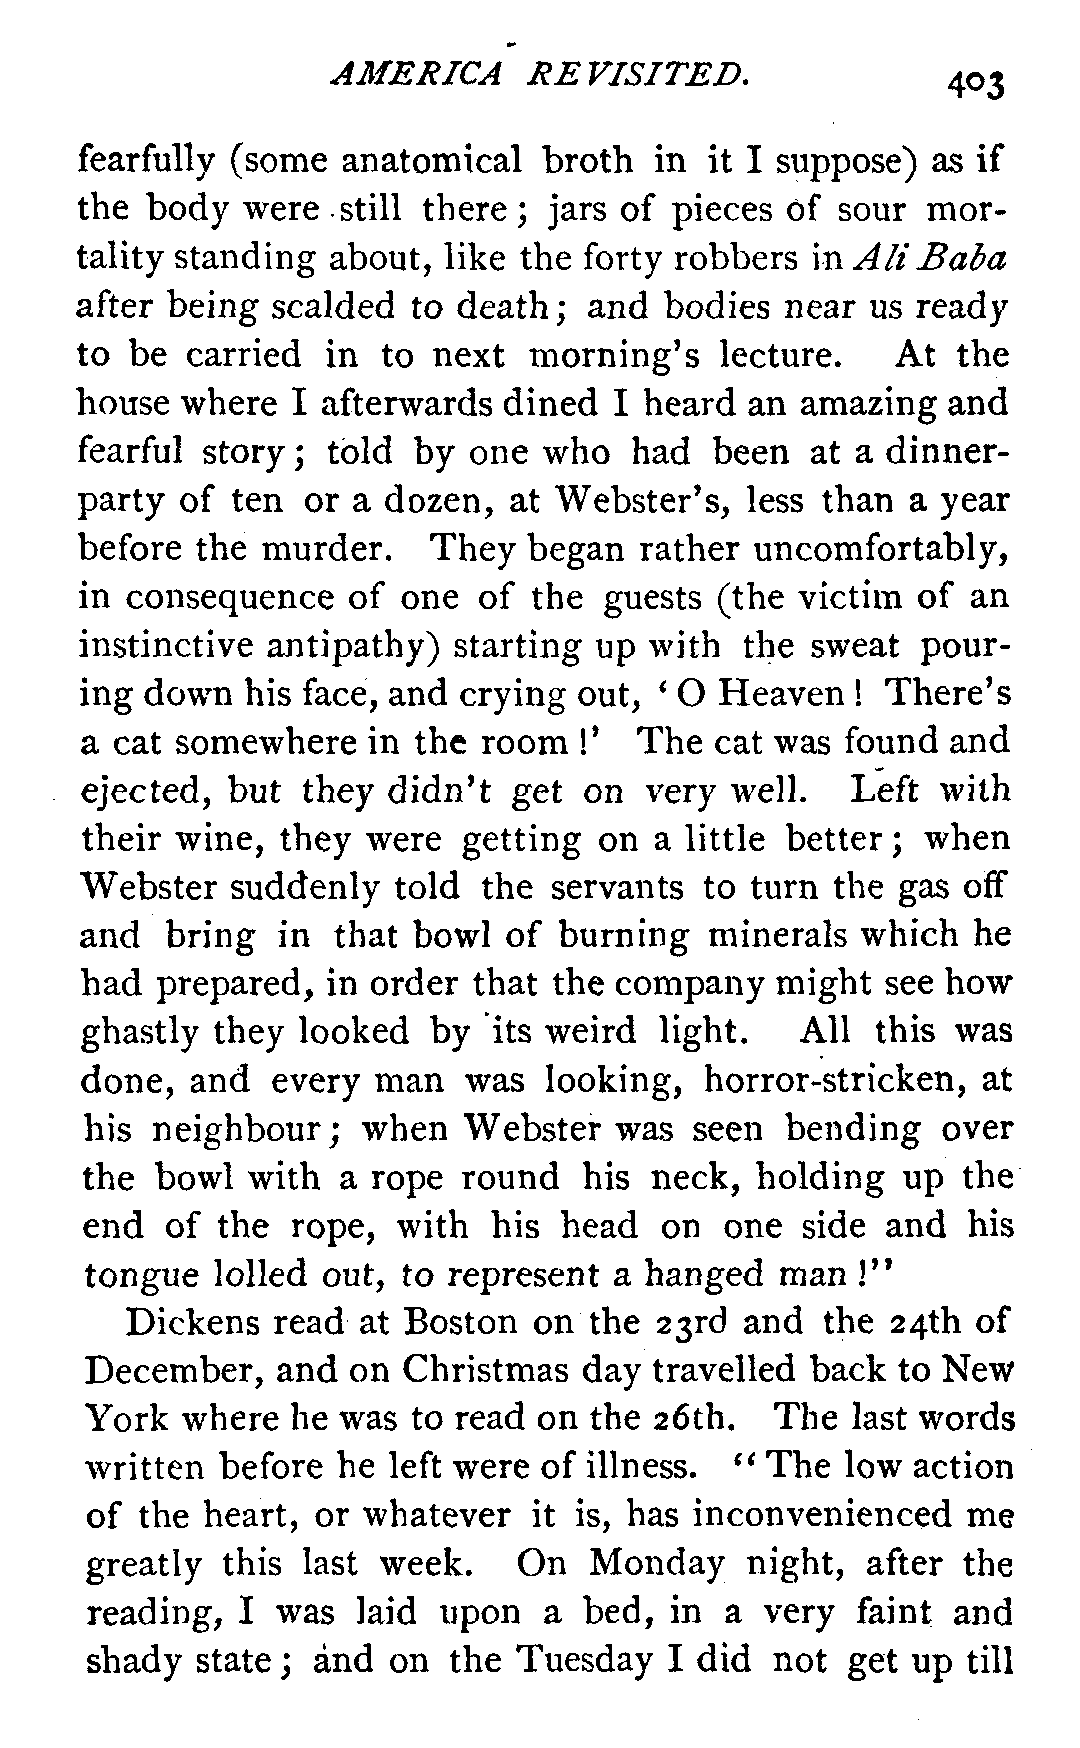 AMERICA REVISITED. 403
fearfully (some anatomical broth in it I suppose) as if
the body were still there; jars of pieces of sour mor-
tality standing about, like the forty robbers in Ali Baba
after being scalded to death; and bodies near us ready
to be carried in to next morning's lecture. At the
house where I afterwards dined I heard an amazing and
fearful story; told by one who had been at a dinner-
party of ten or a dozen, at Webster's, less than a year
before the murder. They began rather uncomfortably,
in consequence of one of the guests (the victim of an
instinctive antipathy) starting up with the sweat pour-
ing down his face, and crying out, ‘O Heaven! There's
a cat somewhere in the room!’ The cat was found and
ejected, but they didn't get on very well. Left with
their wine, they were getting on a little better; when
Webster suddenly told the servants to turn the gas off
and bring in that bowl of burning minerals which he
had prepared, in order that the company might see how
ghastly they looked by its weird light. All this was
done, and every man was looking, horror-stricken, at
his neighbour; when Webster was seen bending over
the bowl with a rope round his neck, holding up the
end of the rope, with his head on one side and his
tongue lolled out, to represent a hanged man!”
Dickens read at Boston on the 23rd and the 24th of
December, and on Christmas day travelled back to New
York where he was to read on the 26th. The last words
written before he left were of illness. “The low action
of the heart, or whatever it is, has inconvenienced me
greatly this last week. On Monday night, after the
reading, I was laid upon a bed, in a very faint and
shady state; and on the Tuesday I did not get up till